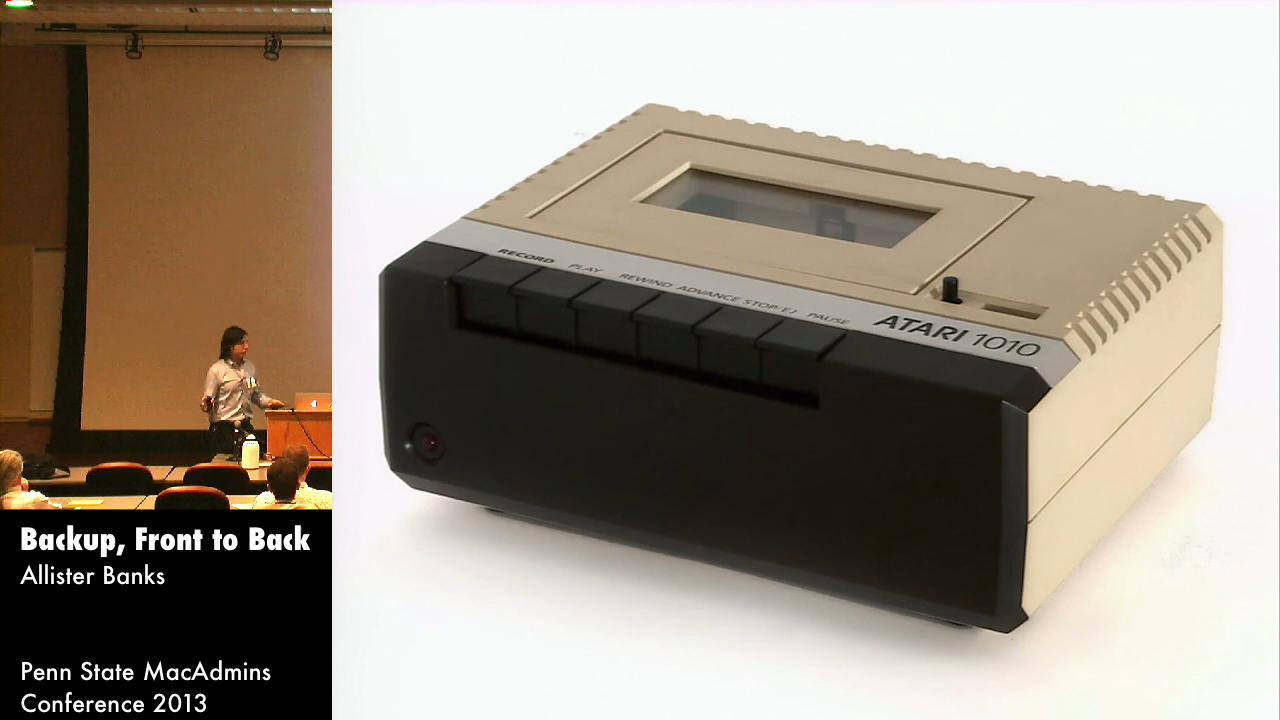 Backup, Front to Back
Allister Banks
Penn State MacAdmins
Conference 2013
RECORD PLAY REWIND ADVANCE STOP/EJ PAUSE
ATARI 1010